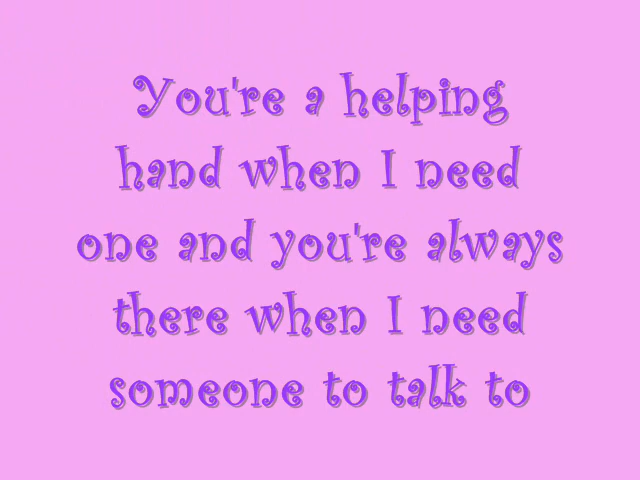 You're a helping
hand when I need
one and you're always
there when I need
someone to talk to